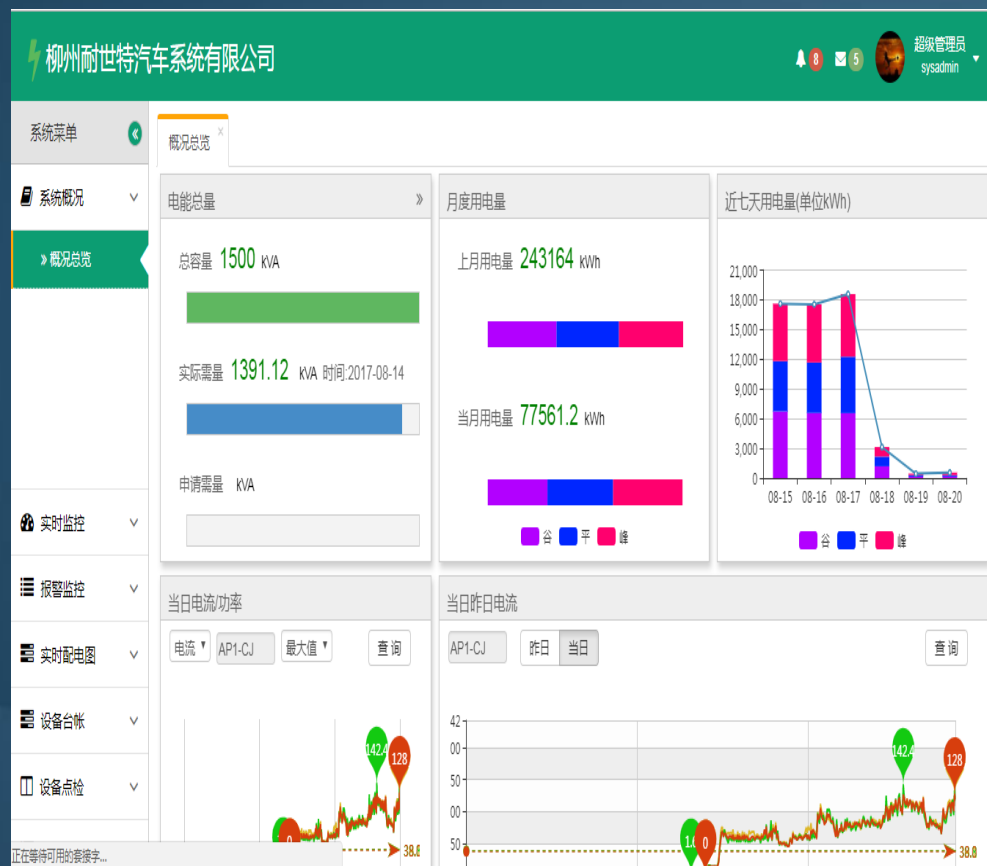 柳州耐世特汽车系统有限公司
8
5
超级管理员
sysadmin
系统菜单
系统概况
» 概况总览
实时监控
报警监控
实时配电图
设备台帐
设备点检
正在等待可用的套接字...
概况总览 ×
电能总量 »
总容量 1500 kVA
实际需量 1391.12 kVA 时间:2017-08-14
申请需量 kVA
月度用电量
上月用电量 243164 kWh
当月用电量 77561.2 kWh
谷 平 峰
近七天用电量(单位kWh)
21,000
18,000
15,000
12,000
9,000
6,000
3,000
0
08-15 08-16 08-17 08-18 08-19 08-20
谷 平 峰
当日电流/功率
电流 AP1-CJ 最大值 查询
142.4
128
0
38.8
当日昨日电流
AP1-CJ 昨日 当日 查询
42
00
50
00
50
142.4
128
0
38.8